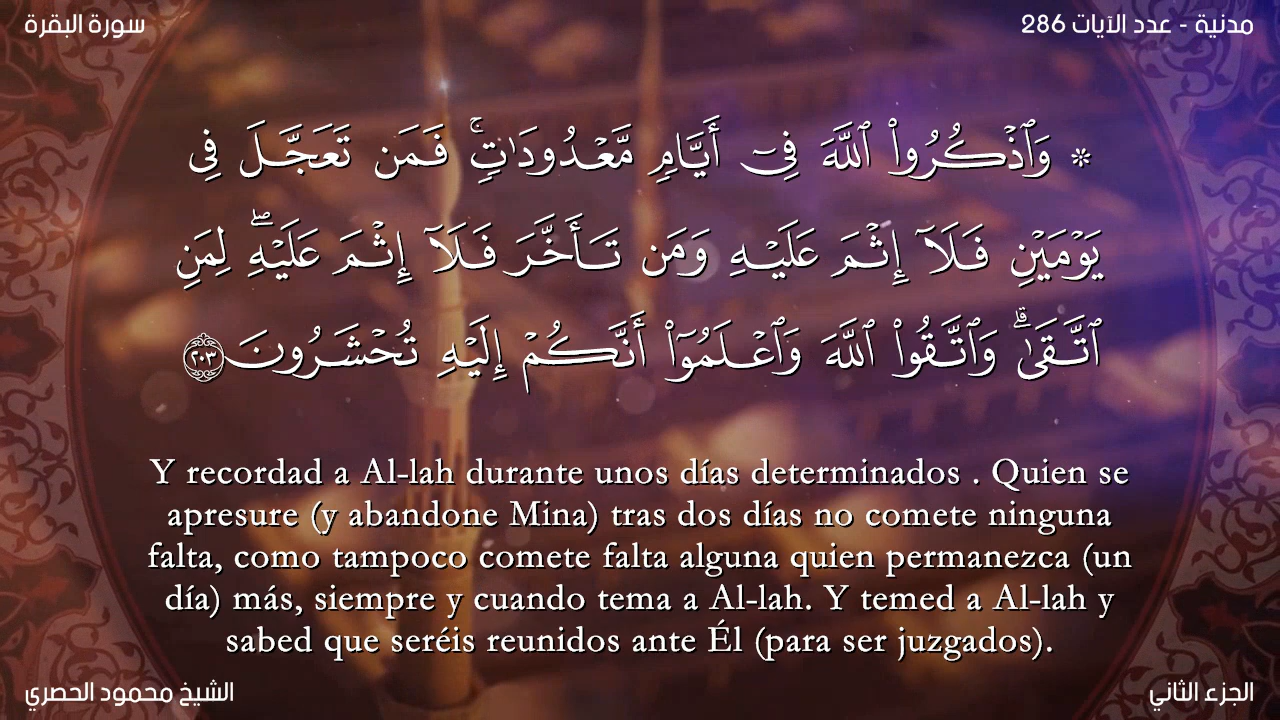 سورة البقرة
مدنية - عدد الآيات 286
۞ وَٱذْكُرُوا۟ ٱللَّهَ فِىٓ أَيَّامٍ مَّعْدُودَٰتٍۚ فَمَن تَعَجَّلَ فِى
يَوْمَيْنِ فَلَآ إِثْمَ عَلَيْهِ وَمَن تَأَخَّرَ فَلَآ إِثْمَ عَلَيْهِۖ لِمَنِ
ٱتَّقَىٰۗ وَٱتَّقُوا۟ ٱللَّهَ وَٱعْلَمُوٓا۟ أَنَّكُمْ إِلَيْهِ تُحْشَرُونَ ٢٠٣
Y recordad a Al-lah durante unos días determinados . Quien se
apresure (y abandone Mina) tras dos días no comete ninguna
falta, como tampoco comete falta alguna quien permanezca (un
día) más, siempre y cuando tema a Al-lah. Y temed a Al-lah y
sabed que seréis reunidos ante Él (para ser juzgados).
الشيخ محمود الحصري
الجزء الثاني